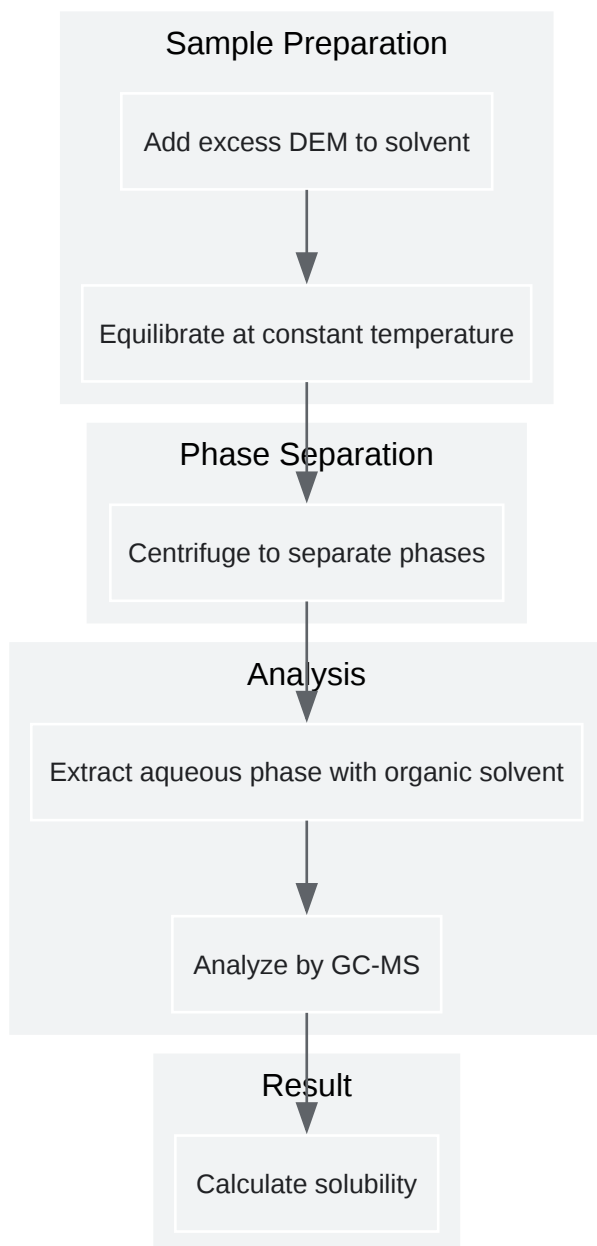 Sample Preparation
Add excess DEM to solvent
Equilibrate at constant temperature
Phase Separation
Centrifuge to separate phases
Analysis
Extract aqueous phase with organic solvent
Analyze by GC-MS
Result
Calculate solubility